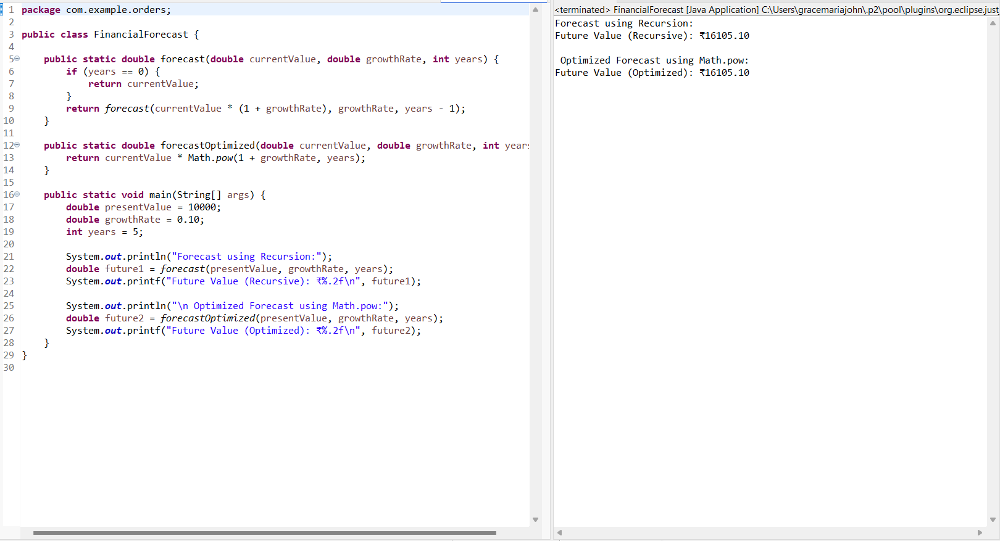 1 package com.example.orders;
2
3 public class FinancialForecast {
4
5     public static double forecast(double currentValue, double growthRate, int years) {
6         if (years == 0) {
7             return currentValue;
8         }
9         return forecast(currentValue * (1 + growthRate), growthRate, years - 1);
10     }
11
12     public static double forecastOptimized(double currentValue, double growthRate, int year
13         return currentValue * Math.pow(1 + growthRate, years);
14     }
15
16     public static void main(String[] args) {
17         double presentValue = 10000;
18         double growthRate = 0.10;
19         int years = 5;
20
21         System.out.println("Forecast using Recursion:");
22         double future1 = forecast(presentValue, growthRate, years);
23         System.out.printf("Future Value (Recursive): ₹%.2f\n", future1);
24
25         System.out.println("\n Optimized Forecast using Math.pow:");
26         double future2 = forecastOptimized(presentValue, growthRate, years);
27         System.out.printf("Future Value (Optimized): ₹%.2f\n", future2);
28     }
29 }
30
<terminated> FinancialForecast [Java Application] C:\Users\gracemariajohn\.p2\pool\plugins\org.eclipse.just
Forecast using Recursion:
Future Value (Recursive): ₹16105.10
 Optimized Forecast using Math.pow:
Future Value (Optimized): ₹16105.10